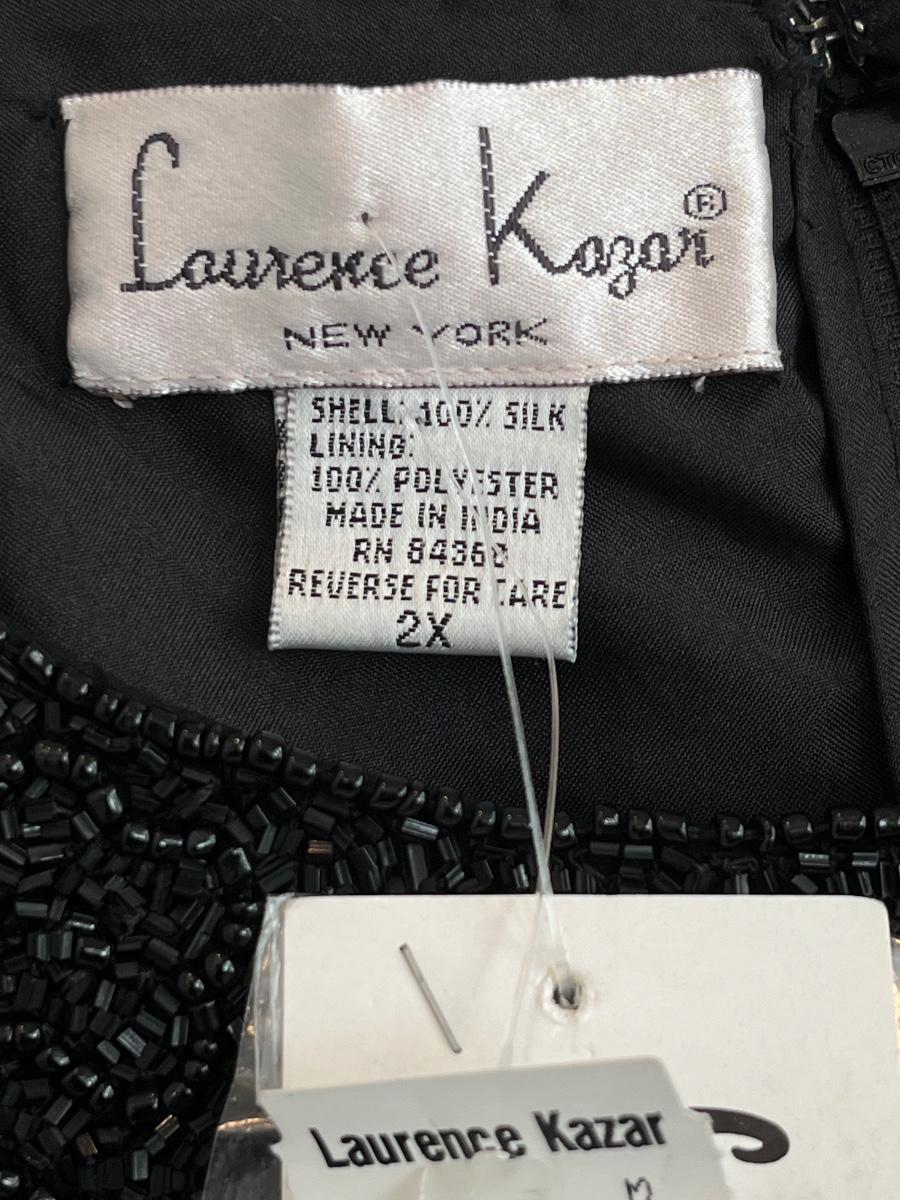 Laurence Kazar ®
NEW YORK
SHELL: 100% SILK
LINING:
100% POLYESTER
MADE IN INDIA
RN 84360
REVERSE FOR CARE
2X
Laurence Kazar